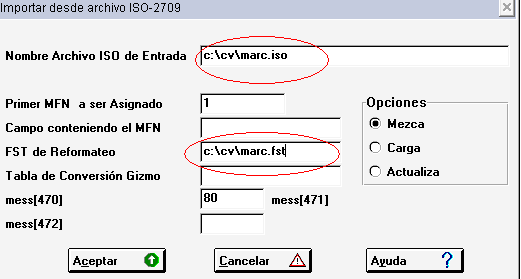 Importar desde archivo ISO-2709
Nombre Archivo ISO de Entrada c:\cv\marc.iso
Primer MFN a ser Asignado 1
Opciones
Campo conteniendo el MFN
Mezca
FST de Reformateo c:\cv\marc.fst
Carga
Tabla de Conversión Gizmo
Actualiza
mess[470] 80 mess[471]
mess[472]
Aceptar Cancelar Ayuda ?